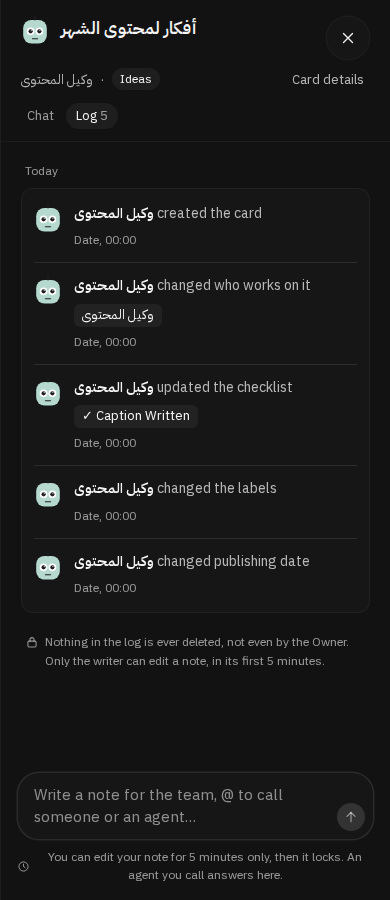 أفكار لمحتوى الشهر
وكيل المحتوى · Ideas Card details
Chat Log 5
Today
وكيل المحتوى created the card
Date, 00:00
وكيل المحتوى changed who works on it
وكيل المحتوى
Date, 00:00
وكيل المحتوى updated the checklist
✓ Caption Written
Date, 00:00
وكيل المحتوى changed the labels
Date, 00:00
وكيل المحتوى changed publishing date
Date, 00:00
Nothing in the log is ever deleted, not even by the Owner.
Only the writer can edit a note, in its first 5 minutes.
Write a note for the team, @ to call
someone or an agent...
You can edit your note for 5 minutes only, then it locks. An
agent you call answers here.